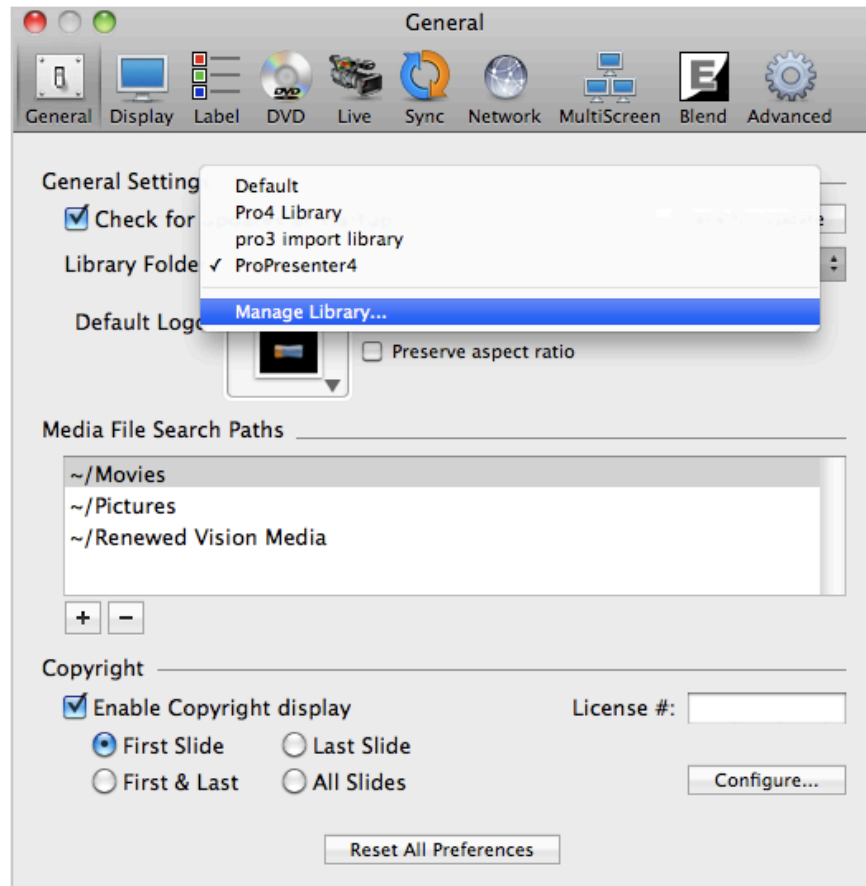 General
General Display Label DVD Live Sync Network MultiScreen Blend Advanced
DVD
E
General Setting
Default
Check for
Pro4 Library
pro3 import library
Library Folde ✓ ProPresenter4
Manage Library...
Default Logo
Preserve aspect ratio
Media File Search Paths
~/Movies
~/Pictures
~/Renewed Vision Media
+ −
Copyright
Enable Copyright display License #:
First Slide Last Slide
First & Last All Slides Configure...
Reset All Preferences